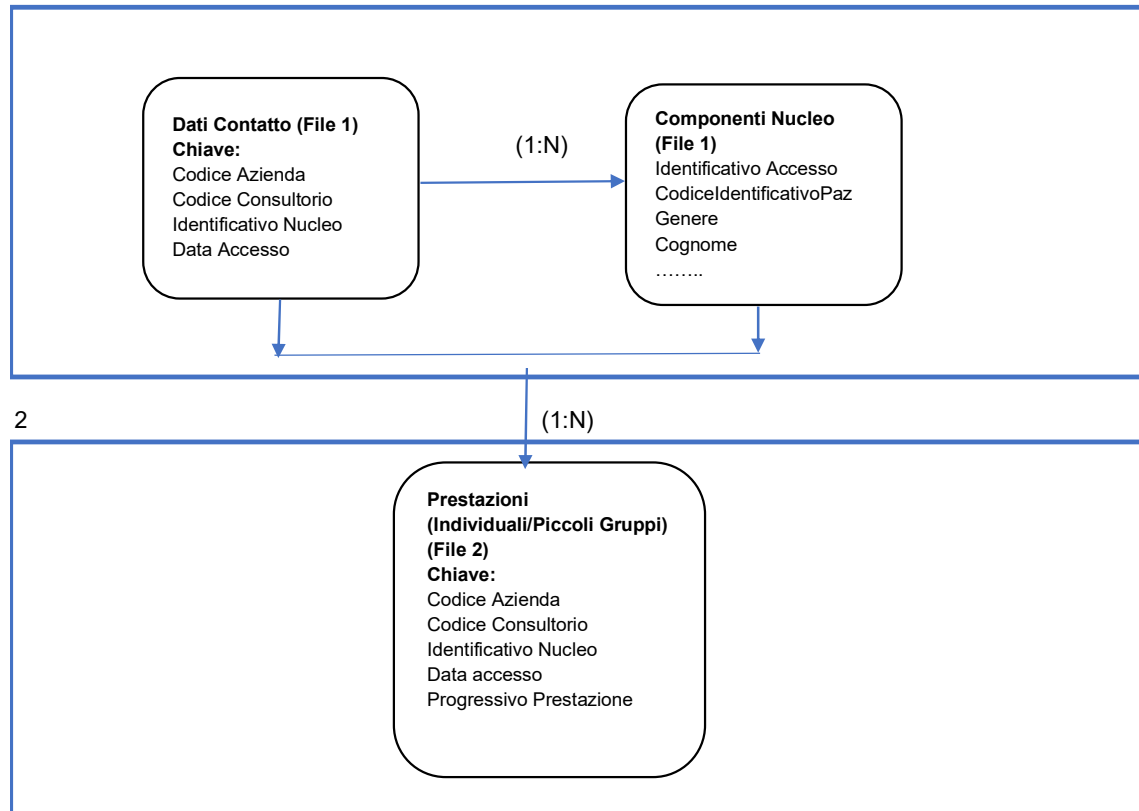 Dati Contatto (File 1)
Chiave:
Codice Azienda
Codice Consultorio
Identificativo Nucleo
Data Accesso
(1:N)
Componenti Nucleo
(File 1)
Identificativo Accesso
CodiceIdentificativoPaz
Genere
Cognome
……..
2
(1:N)
Prestazioni
(Individuali/Piccoli Gruppi)
(File 2)
Chiave:
Codice Azienda
Codice Consultorio
Identificativo Nucleo
Data accesso
Progressivo Prestazione